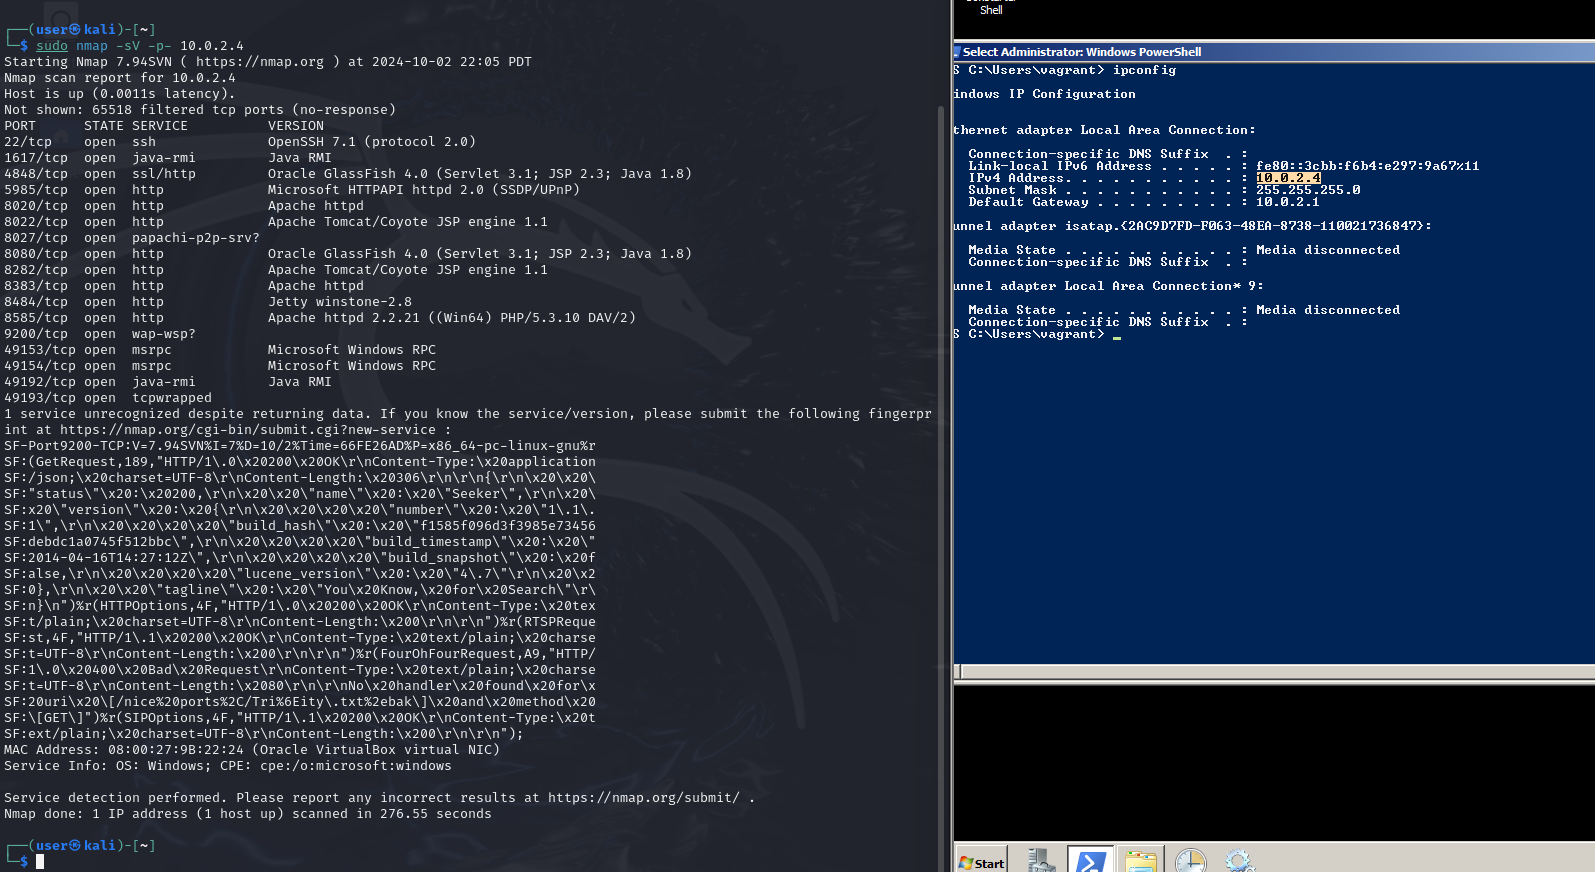 ┌──(user㉿kali)-[~]
└─$ sudo nmap -sV -p- 10.0.2.4
Starting Nmap 7.94SVN ( https://nmap.org ) at 2024-10-02 22:05 PDT
Nmap scan report for 10.0.2.4
Host is up (0.0011s latency).
Not shown: 65518 filtered tcp ports (no-response)
PORT      STATE SERVICE         VERSION
22/tcp    open  ssh             OpenSSH 7.1 (protocol 2.0)
1617/tcp  open  java-rmi        Java RMI
4848/tcp  open  ssl/http        Oracle GlassFish 4.0 (Servlet 3.1; JSP 2.3; Java 1.8)
5985/tcp  open  http            Microsoft HTTPAPI httpd 2.0 (SSDP/UPnP)
8020/tcp  open  http            Apache httpd
8022/tcp  open  http            Apache Tomcat/Coyote JSP engine 1.1
8027/tcp  open  papachi-p2p-srv?
8080/tcp  open  http            Oracle GlassFish 4.0 (Servlet 3.1; JSP 2.3; Java 1.8)
8282/tcp  open  http            Apache Tomcat/Coyote JSP engine 1.1
8383/tcp  open  http            Apache httpd
8484/tcp  open  http            Jetty winstone-2.8
8585/tcp  open  http            Apache httpd 2.2.21 ((Win64) PHP/5.3.10 DAV/2)
9200/tcp  open  wap-wsp?
49153/tcp open  msrpc           Microsoft Windows RPC
49154/tcp open  msrpc           Microsoft Windows RPC
49192/tcp open  java-rmi        Java RMI
49193/tcp open  tcpwrapped
1 service unrecognized despite returning data. If you know the service/version, please submit the following fingerpr
int at https://nmap.org/cgi-bin/submit.cgi?new-service :
SF-Port9200-TCP:V=7.94SVN%I=7%D=10/2%Time=66FE26AD%P=x86_64-pc-linux-gnu%r
SF:(GetRequest,189,"HTTP/1\.0\x20200\x20OK\r\nContent-Type:\x20application
SF:/json;\x20charset=UTF-8\r\nContent-Length:\x20306\r\n\r\n{\r\n\x20\x20\
SF:"status\"\x20:\x20200,\r\n\x20\x20\"name\"\x20:\x20\"Seeker\",\r\n\x20\
SF:x20\"version\"\x20:\x20{\r\n\x20\x20\x20\x20\"number\"\x20:\x20\"1\.1\.
SF:1\",\r\n\x20\x20\x20\x20\"build_hash\"\x20:\x20\"f1585f096d3f3985e73456
SF:debdc1a0745f512bbc\",\r\n\x20\x20\x20\x20\"build_timestamp\"\x20:\x20\"
SF:2014-04-16T14:27:12Z\",\r\n\x20\x20\x20\x20\"build_snapshot\"\x20:\x20f
SF:alse,\r\n\x20\x20\x20\x20\"lucene_version\"\x20:\x20\"4\.7\"\r\n\x20\x2
SF:0},\r\n\x20\x20\"tagline\"\x20:\x20\"You\x20Know,\x20for\x20Search\"\r\
SF:n}\n")%r(HTTPOptions,4F,"HTTP/1\.0\x20200\x20OK\r\nContent-Type:\x20tex
SF:t/plain;\x20charset=UTF-8\r\nContent-Length:\x200\r\n\r\n")%r(RTSPReque
SF:st,4F,"HTTP/1\.1\x20200\x20OK\r\nContent-Type:\x20text/plain;\x20charse
SF:t=UTF-8\r\nContent-Length:\x200\r\n\r\n")%r(FourOhFourRequest,A9,"HTTP/
SF:1\.0\x20400\x20Bad\x20Request\r\nContent-Type:\x20text/plain;\x20charse
SF:t=UTF-8\r\nContent-Length:\x2080\r\n\r\nNo\x20handler\x20found\x20for\x
SF:20uri\x20\[/nice%20ports%2C/Tri%6Eity\.txt%2ebak\]\x20and\x20method\x20
SF:\[GET\]")%r(SIPOptions,4F,"HTTP/1\.1\x20200\x20OK\r\nContent-Type:\x20t
SF:ext/plain;\x20charset=UTF-8\r\nContent-Length:\x200\r\n\r\n");
MAC Address: 08:00:27:9B:22:24 (Oracle VirtualBox virtual NIC)
Service Info: OS: Windows; CPE: cpe:/o:microsoft:windows
Service detection performed. Please report any incorrect results at https://nmap.org/submit/ .
Nmap done: 1 IP address (1 host up) scanned in 276.55 seconds
┌──(user㉿kali)-[~]
└─$
Shell
Select Administrator: Windows PowerShell
S C:\Users\vagrant> ipconfig
indows IP Configuration
thernet adapter Local Area Connection:
Connection-specific DNS Suffix  . :
Link-local IPv6 Address . . . . . : fe80::3cbb:f6b4:e297:9a67%11
IPv4 Address. . . . . . . . . . . : 10.0.2.4
Subnet Mask . . . . . . . . . . . : 255.255.255.0
Default Gateway . . . . . . . . . : 10.0.2.1
unnel adapter isatap.{2AC9D7FD-F063-48EA-8738-110021736847}:
Media State . . . . . . . . . . . : Media disconnected
Connection-specific DNS Suffix  . :
unnel adapter Local Area Connection* 9:
Media State . . . . . . . . . . . : Media disconnected
Connection-specific DNS Suffix  . :
S C:\Users\vagrant>
Start